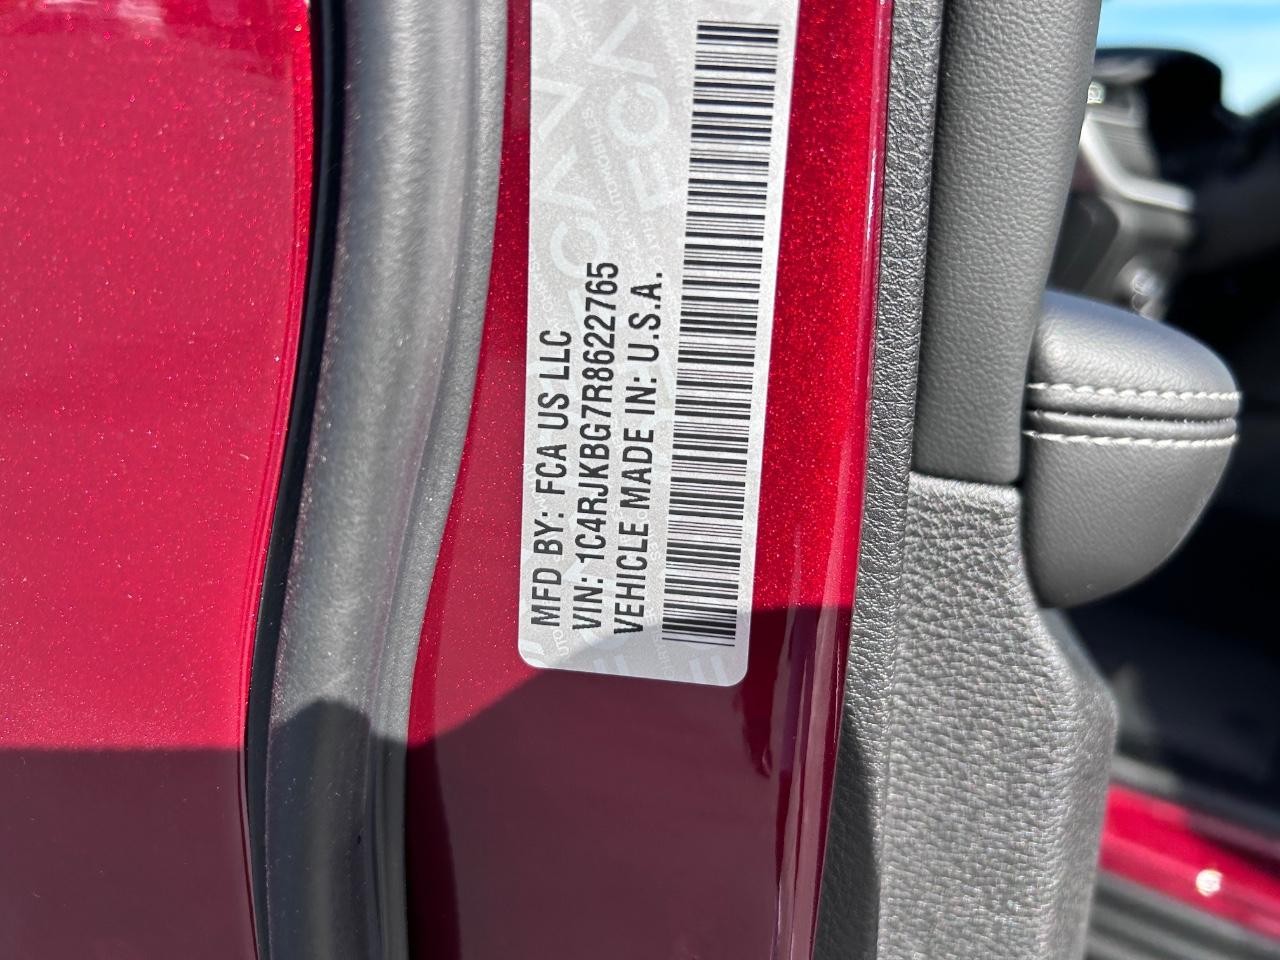 MFD BY: FCA US LLC
VIN: 1C4RJKBG7R8622765
VEHICLE MADE IN: U.S.A.